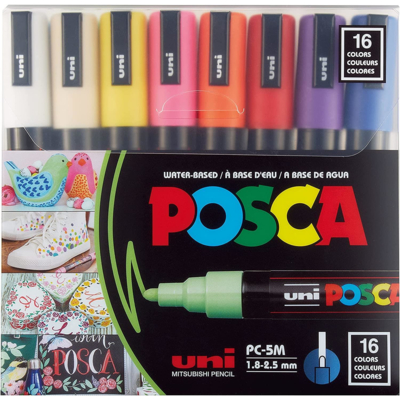 uni
uni
uni
uni
uni
uni
uni
uni
16
COLORS
COULEURS
COLORES
WATER-BASED / À BASE D'EAU / A BASE DE AGUA
POSCA
uni POSCA
POSCA
uni
MITSUBISHI PENCIL
PC-5M
1.8-2.5 mm
16
COLORS
COULEURS
COLORES